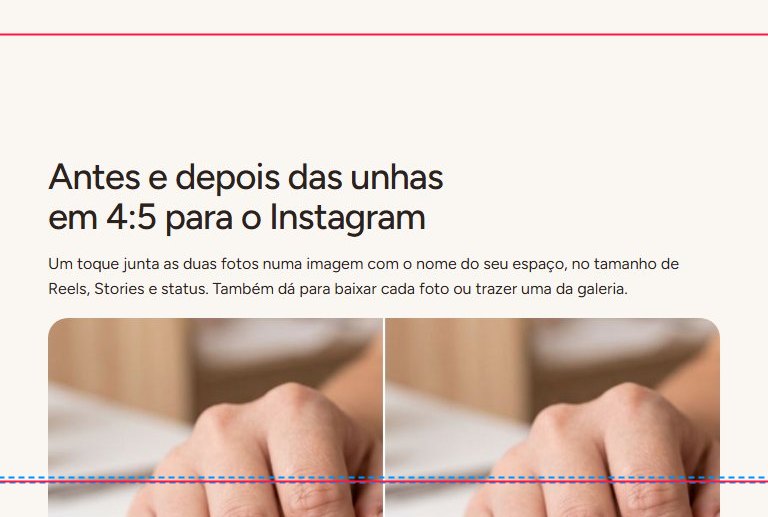 Antes e depois das unhas
em 4:5 para o Instagram
Um toque junta as duas fotos numa imagem com o nome do seu espaço, no tamanho de
Reels, Stories e status. Também dá para baixar cada foto ou trazer uma da galeria.